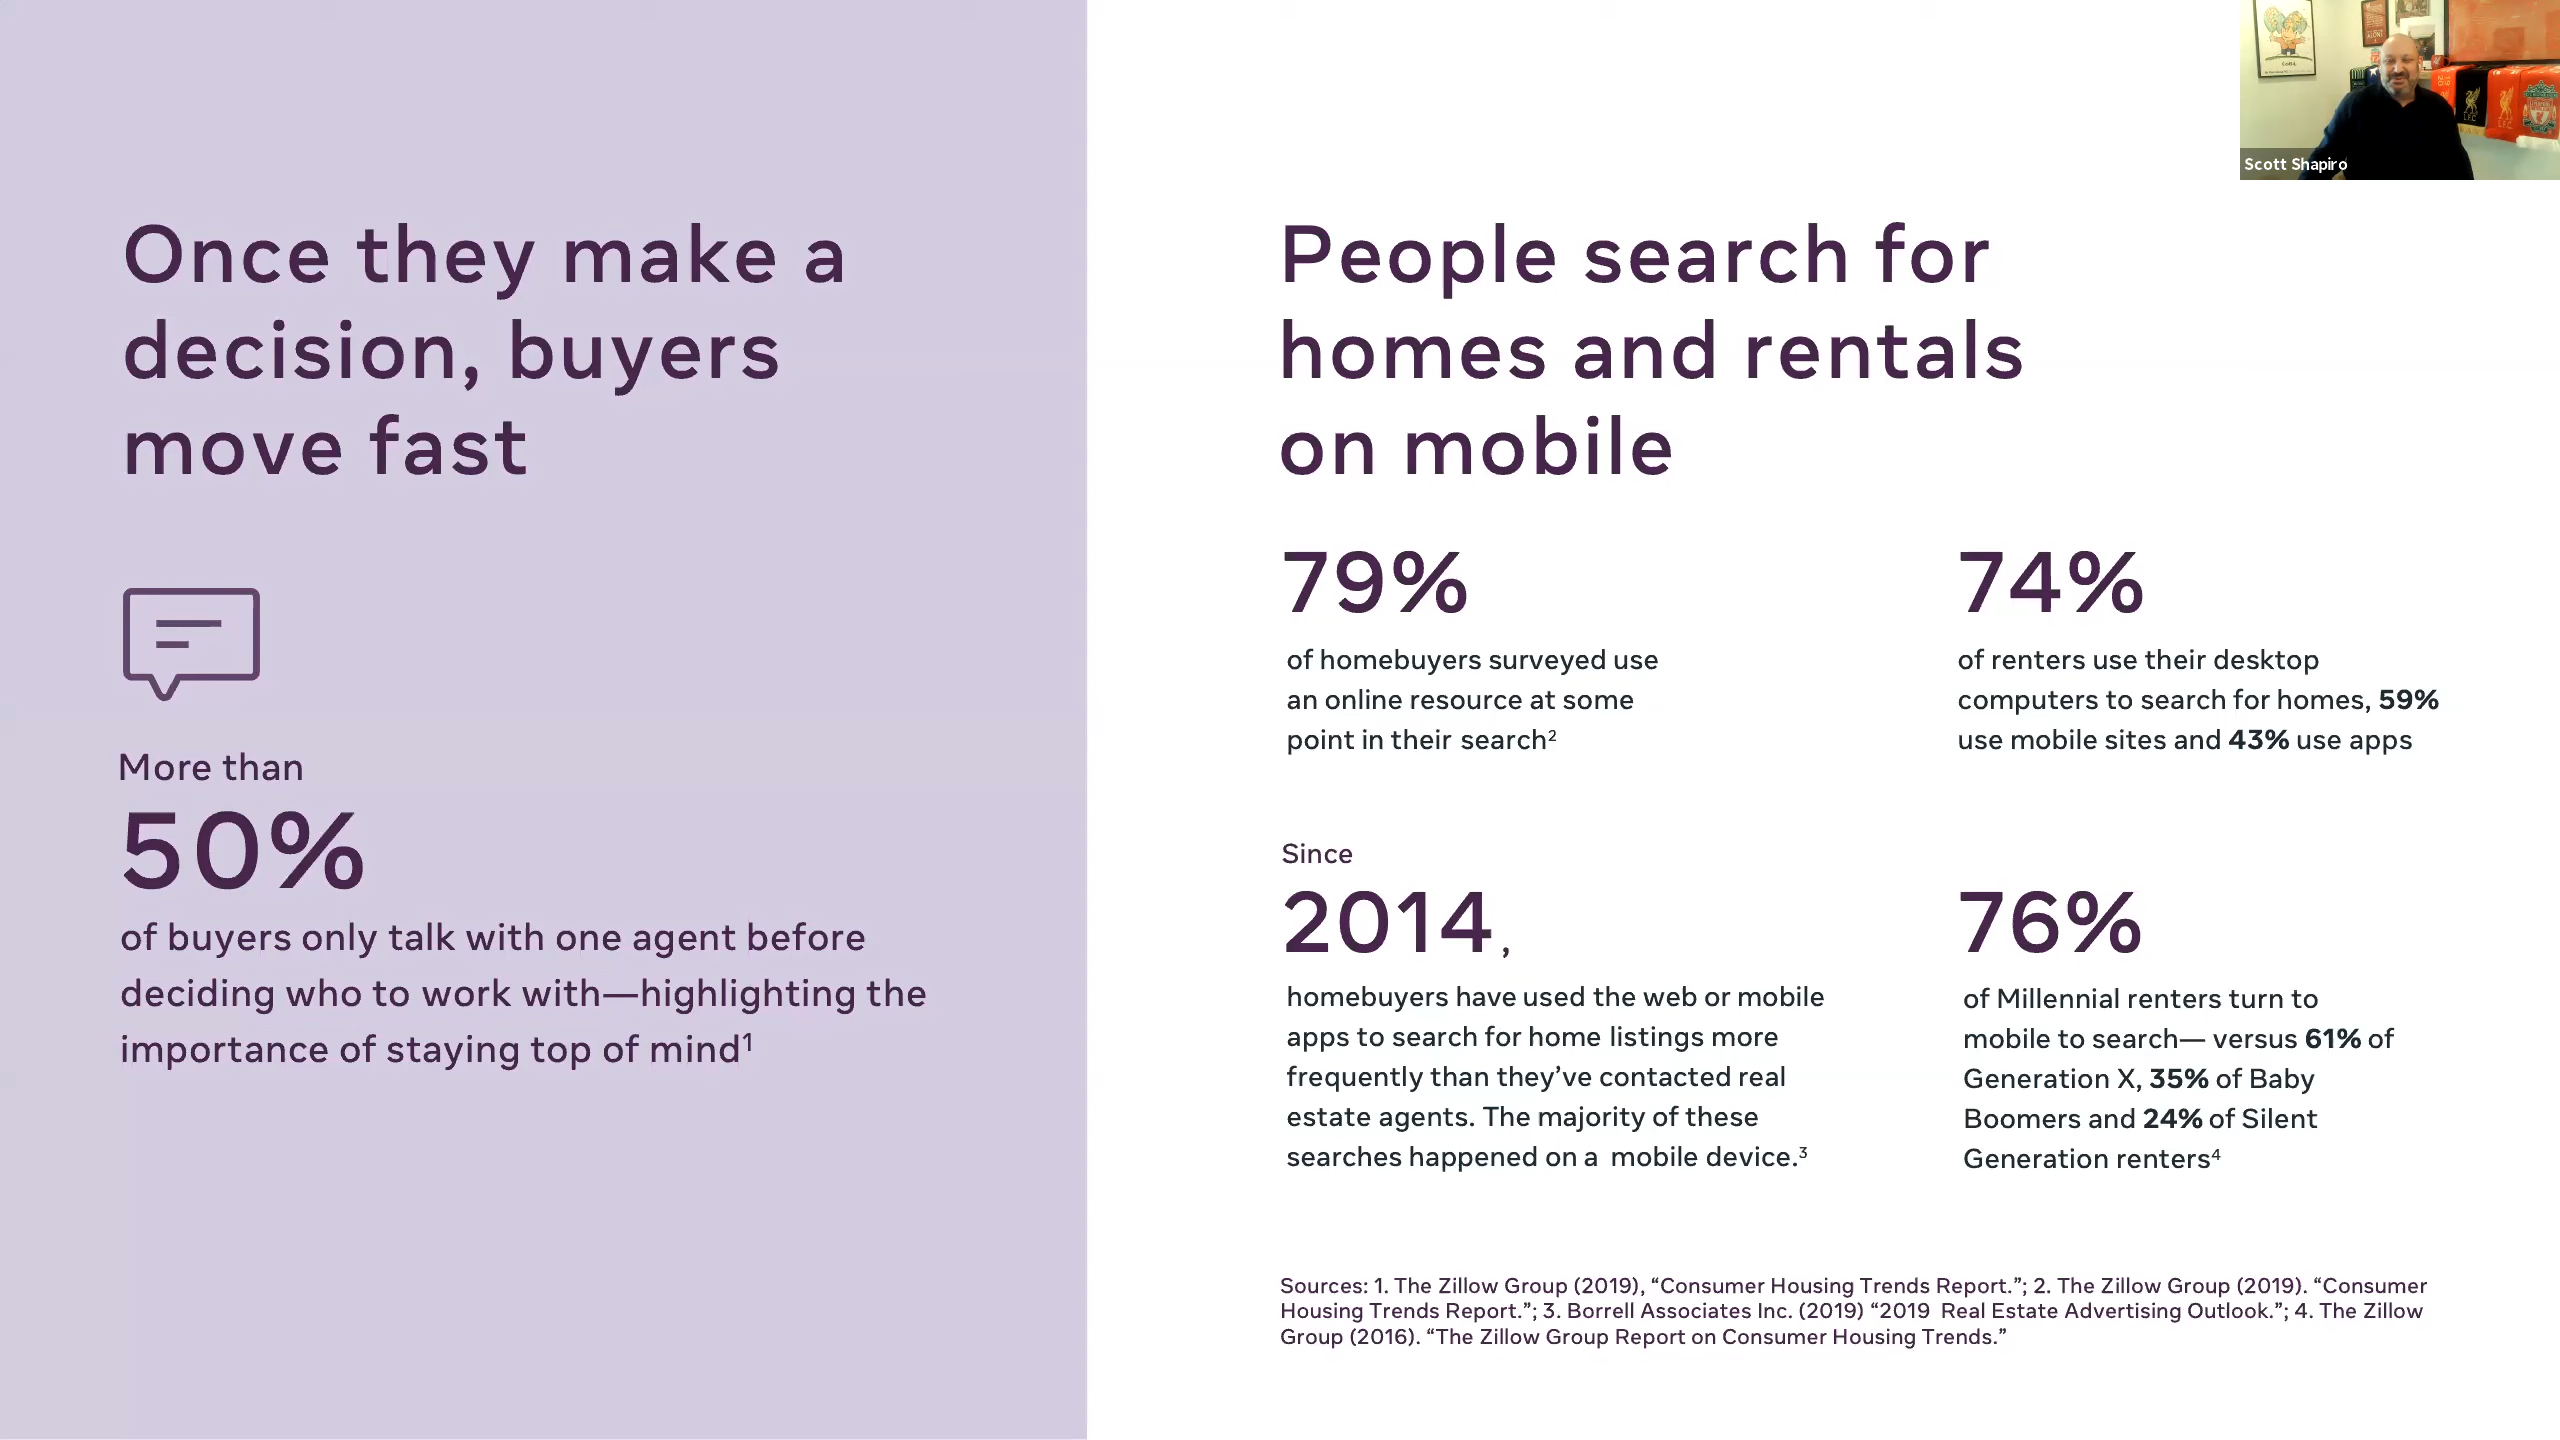 Scott Shapiro
Once they make a
decision, buyers
move fast
More than
50%
of buyers only talk with one agent before
deciding who to work with—highlighting the
importance of staying top of mind¹
People search for
homes and rentals
on mobile
79%
of homebuyers surveyed use
an online resource at some
point in their search²
74%
of renters use their desktop
computers to search for homes, 59%
use mobile sites and 43% use apps
Since
2014,
homebuyers have used the web or mobile
apps to search for home listings more
frequently than they’ve contacted real
estate agents. The majority of these
searches happened on a mobile device.³
76%
of Millennial renters turn to
mobile to search— versus 61% of
Generation X, 35% of Baby
Boomers and 24% of Silent
Generation renters⁴
Sources: 1. The Zillow Group (2019), “Consumer Housing Trends Report.”; 2. The Zillow Group (2019). “Consumer
Housing Trends Report.”; 3. Borrell Associates Inc. (2019) “2019 Real Estate Advertising Outlook.”; 4. The Zillow
Group (2016). “The Zillow Group Report on Consumer Housing Trends.”